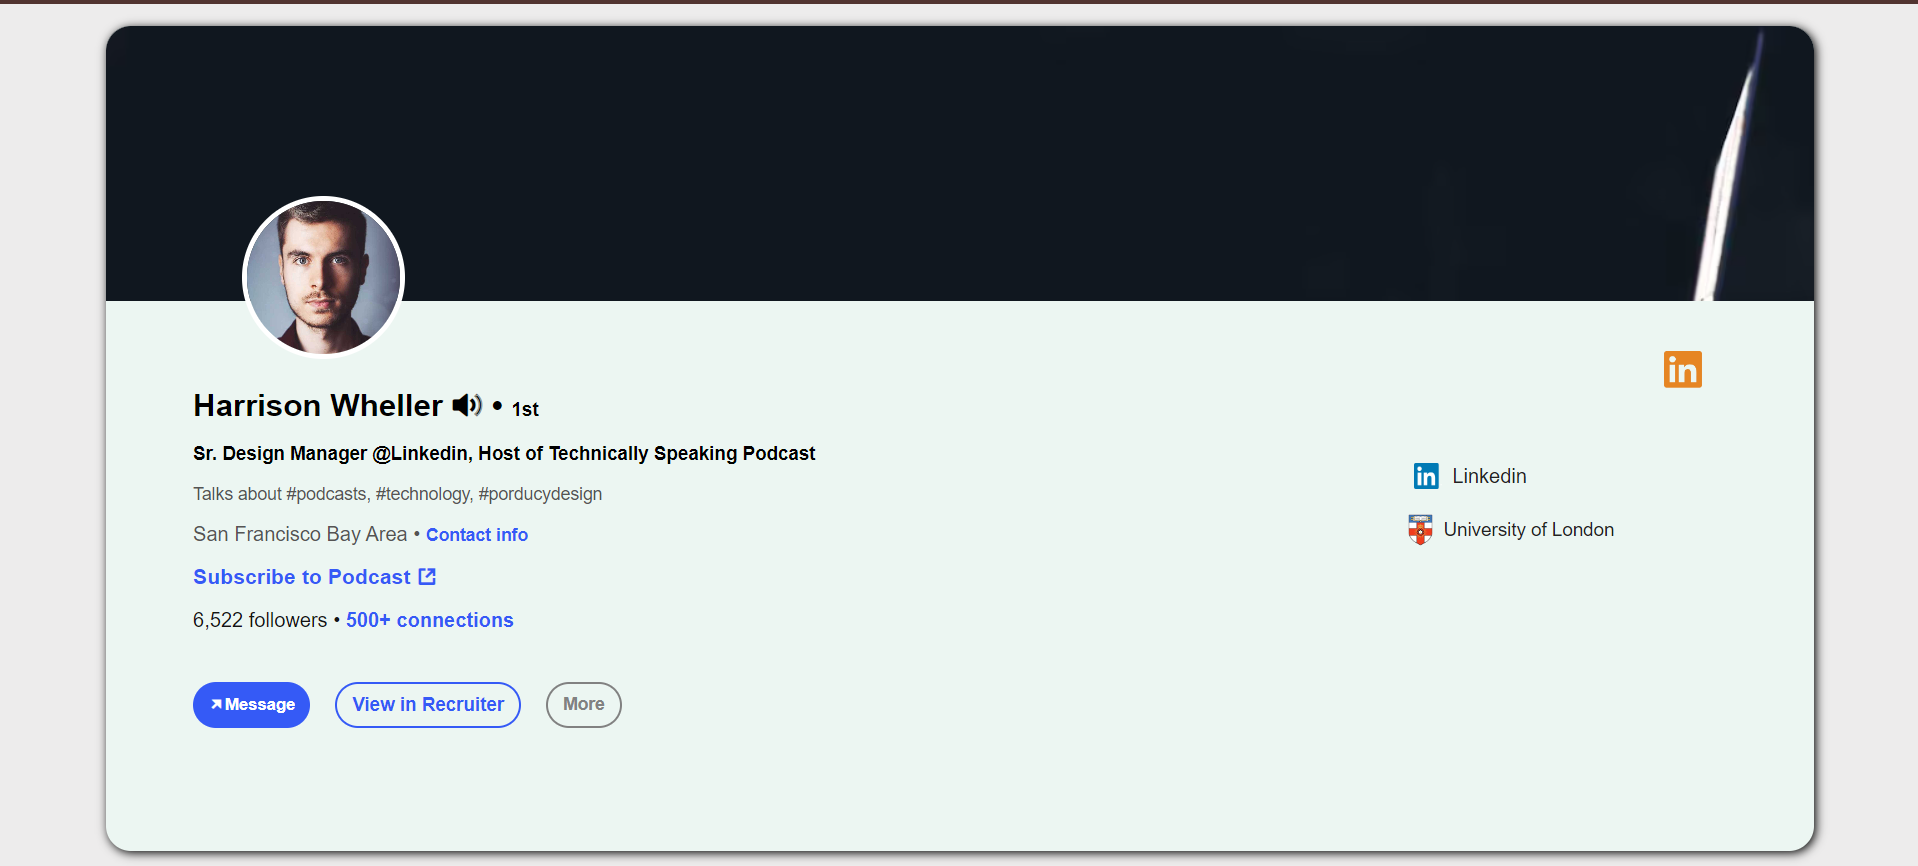 Harrison Wheller • 1st
Sr. Design Manager @Linkedin, Host of Technically Speaking Podcast
Talks about #podcasts, #technology, #porducydesign
San Francisco Bay Area • Contact info
Subscribe to Podcast
6,522 followers • 500+ connections
Message
View in Recruiter
More
in
in Linkedin
University of London